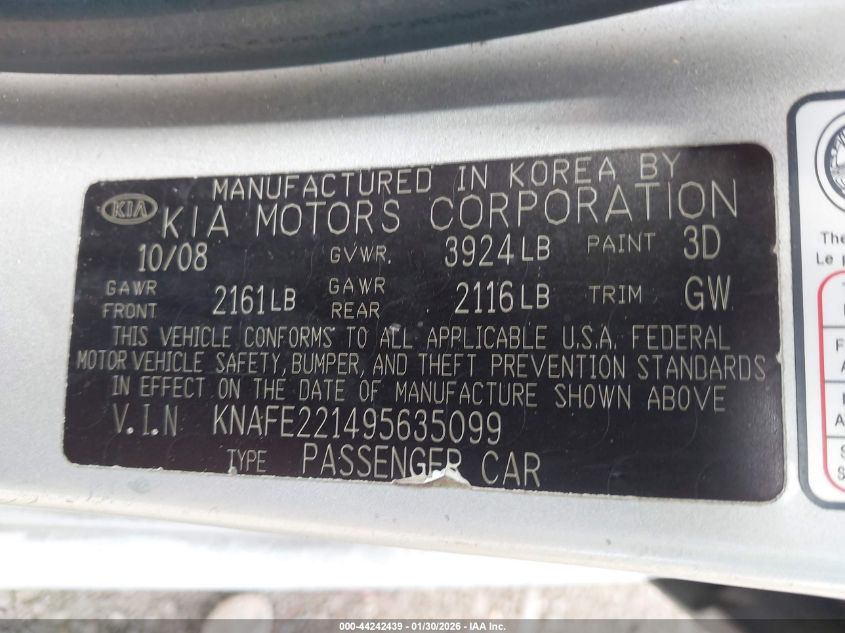 MANUFACTURED IN KOREA BY
KIA KIA MOTORS CORPORATION
10/08 GVWR. 3924LB PAINT 3D
GAWR FRONT 2161LB GAWR REAR 2116LB TRIM GW
THIS VEHICLE CONFORMS TO ALL APPLICABLE U.S.A. FEDERAL
MOTOR VEHICLE SAFETY, BUMPER, AND THEFT PREVENTION STANDARDS
IN EFFECT ON THE DATE OF MANUFACTURE SHOWN ABOVE
V.I.N KNAFE221495635099
TYPE PASSENGER CAR
The
Le p
000-44242439 - 01/30/2026 - IAA Inc.